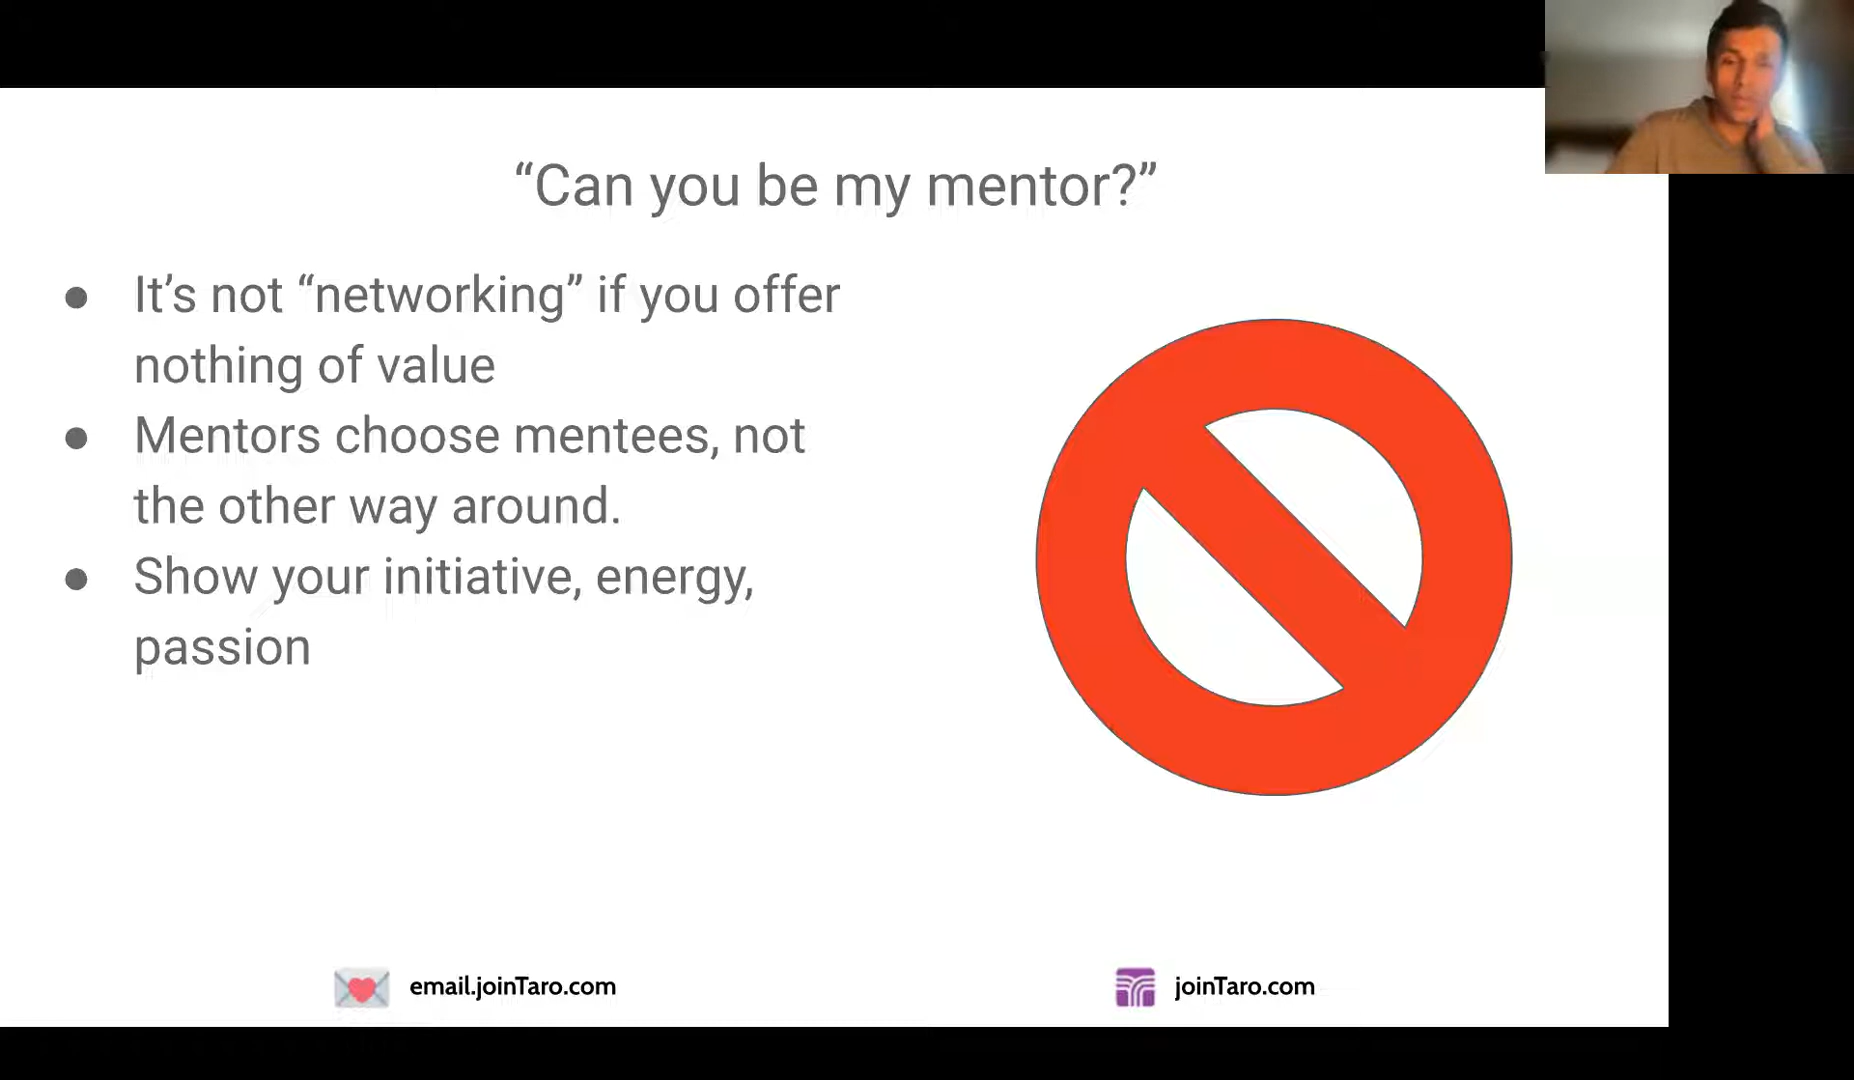 “Can you be my mentor?”
● It’s not “networking” if you offer
nothing of value
● Mentors choose mentees, not
the other way around.
● Show your initiative, energy,
passion
email.joinTaro.com
joinTaro.com